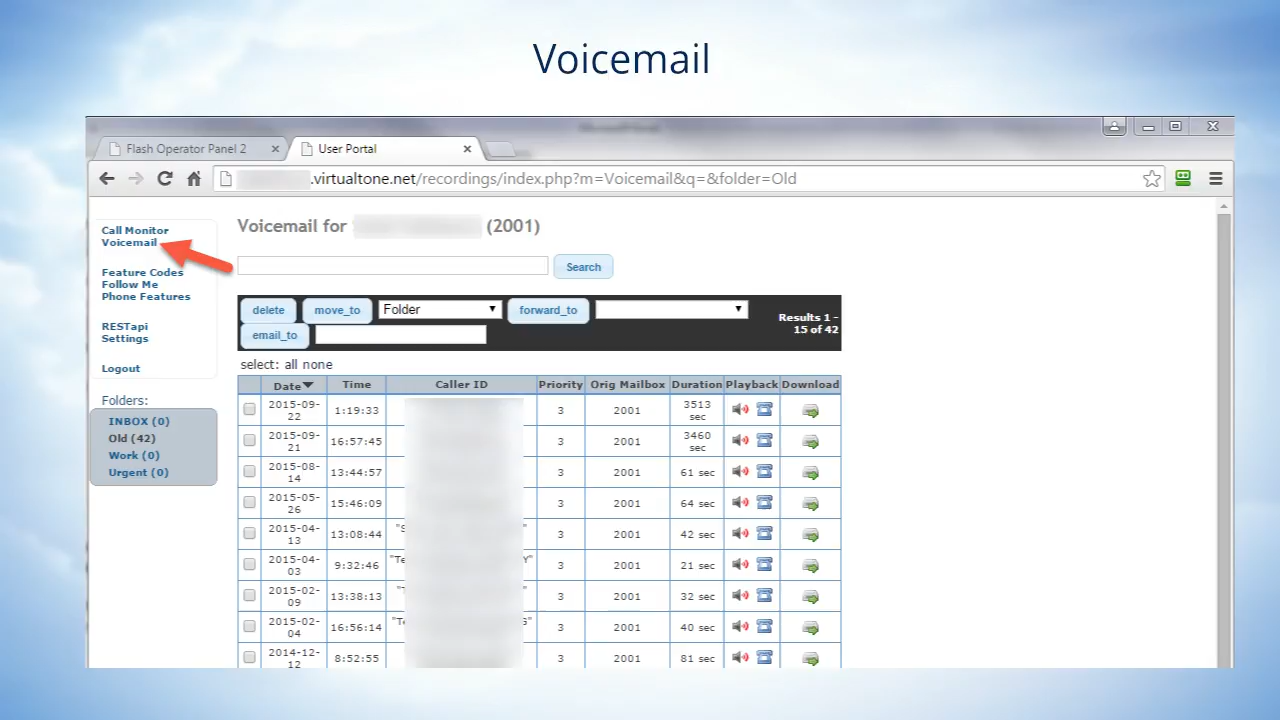 Voicemail
Flash Operator Panel 2
User Portal
.virtualtone.net/recordings/index.php?m=Voicemail&q=&folder=Old
Call Monitor
Voicemail
Feature Codes
Follow Me
Phone Features
RESTapi
Settings
Logout
Folders:
INBOX (0)
Old (42)
Work (0)
Urgent (0)
Voicemail for (2001)
Search
delete move_to Folder forward_to
email_to
Results 1 -
15 of 42
select: all none
Date Time Caller ID Priority Orig Mailbox Duration Playback Download
2015-09-22 1:19:33 3 2001 3513 sec
2015-09-21 16:57:45 3 2001 3460 sec
2015-08-14 13:44:57 3 2001 61 sec
2015-05-26 15:46:09 3 2001 64 sec
2015-04-13 13:08:44 3 2001 42 sec
2015-04-03 9:32:46 3 2001 21 sec
2015-02-09 13:38:13 3 2001 32 sec
2015-02-04 16:56:14 3 2001 40 sec
2014-12-12 8:52:55 3 2001 81 sec